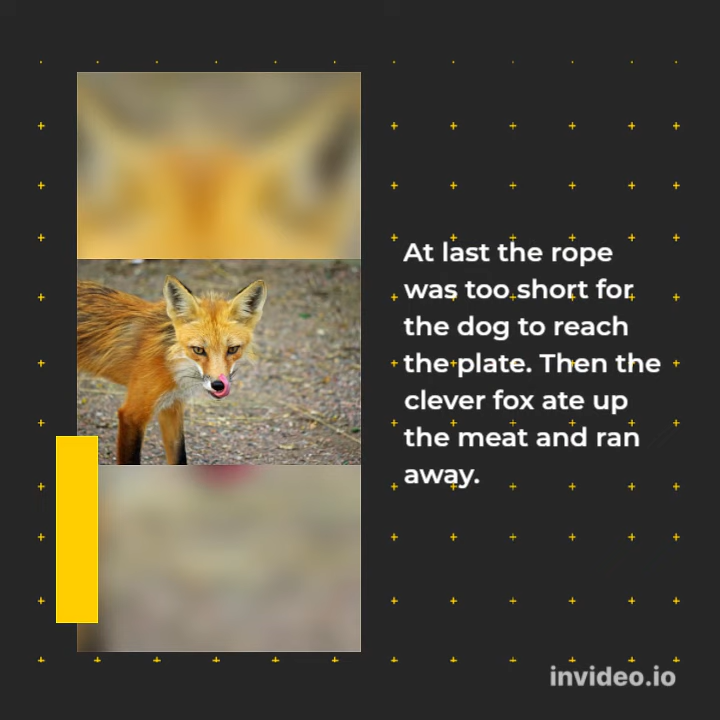 At last the rope
was too short for
the dog to reach
the plate. Then the
clever fox ate up
the meat and ran
away.
invideo.io